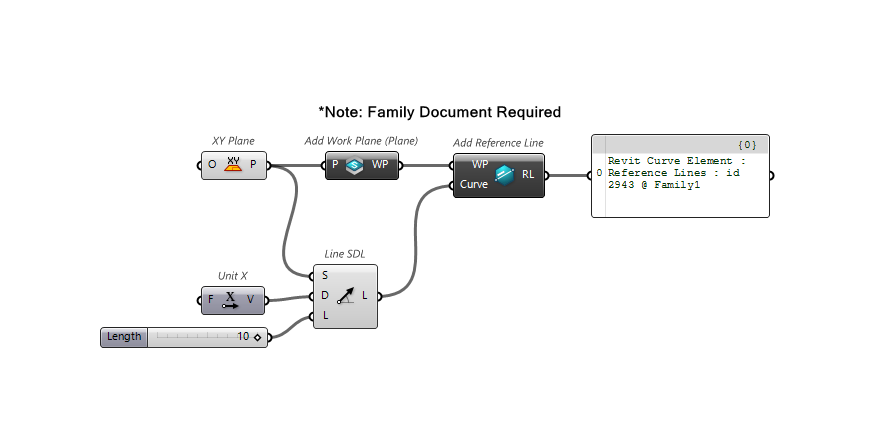 *Note: Family Document Required
XY Plane
Add Work Plane (Plane)
Add Reference Line
O XY P
P S WP
WP
Curve
RL
{0}
0
Revit Curve Element :
Reference Lines : id
2943 @ Family1
Line SDL
S
D
L
L
Unit X
F X V
Length
10